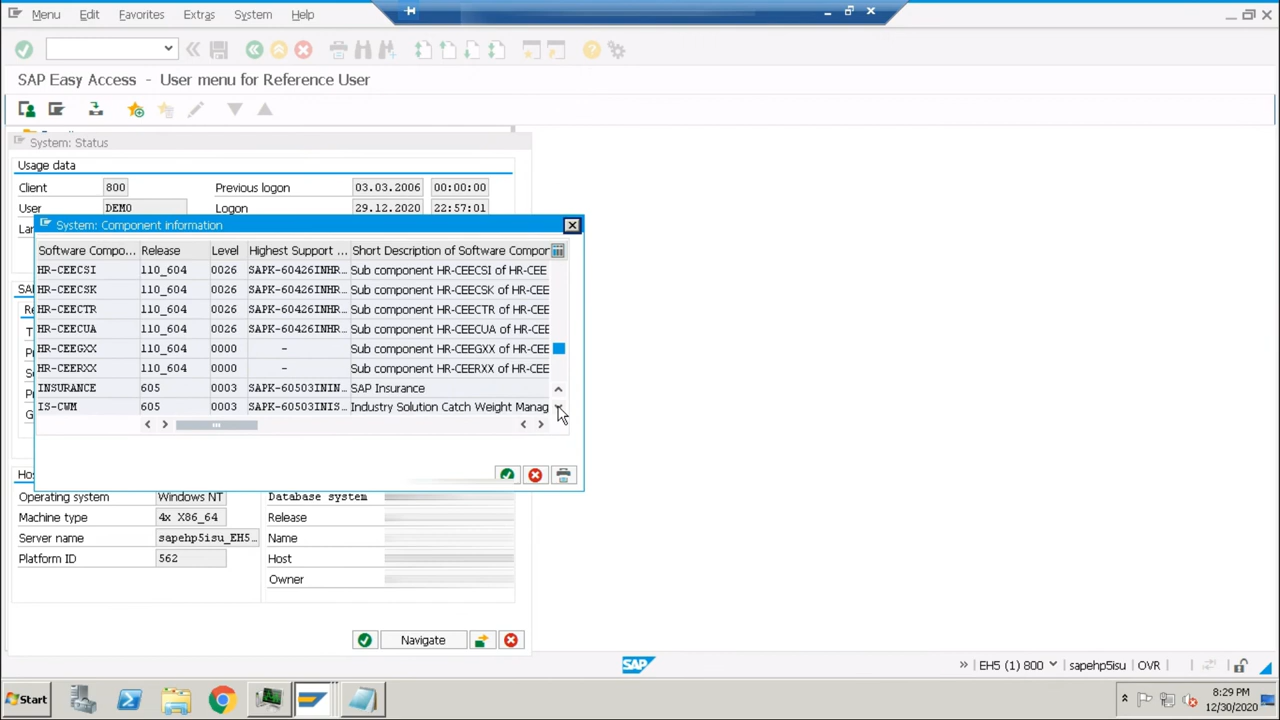 Menu Edit Favorites Extras System Help
SAP Easy Access - User menu for Reference User
System: Status
Usage data
Client 800 Previous logon 03.03.2006 00:00:00
User DEMO Logon 29.12.2020 22:57:01
System: Component information
Software Compo... Release Level Highest Support ... Short Description of Software Compor
HR-CEECSI 110_604 0026 SAPK-60426INHR... Sub component HR-CEECSI of HR-CEE
HR-CEECSK 110_604 0026 SAPK-60426INHR... Sub component HR-CEECSK of HR-CEE
HR-CEECTR 110_604 0026 SAPK-60426INHR... Sub component HR-CEECTR of HR-CEE
HR-CEECUA 110_604 0026 SAPK-60426INHR... Sub component HR-CEECUA of HR-CEE
HR-CEEGXX 110_604 0000 - Sub component HR-CEEGXX of HR-CEE
HR-CEERXX 110_604 0000 - Sub component HR-CEERXX of HR-CEE
INSURANCE 605 0003 SAPK-60503ININ... SAP Insurance
IS-CWM 605 0003 SAPK-60503INIS... Industry Solution Catch Weight Manag
Operating system Windows NT Database system
Machine type 4x X86_64 Release
Server name sapehp5isu_EH5... Name
Platform ID 562 Host
Owner
Navigate
SAP EH5 (1) 800 sapehp5isu OVR
Start 8:29 PM
12/30/2020